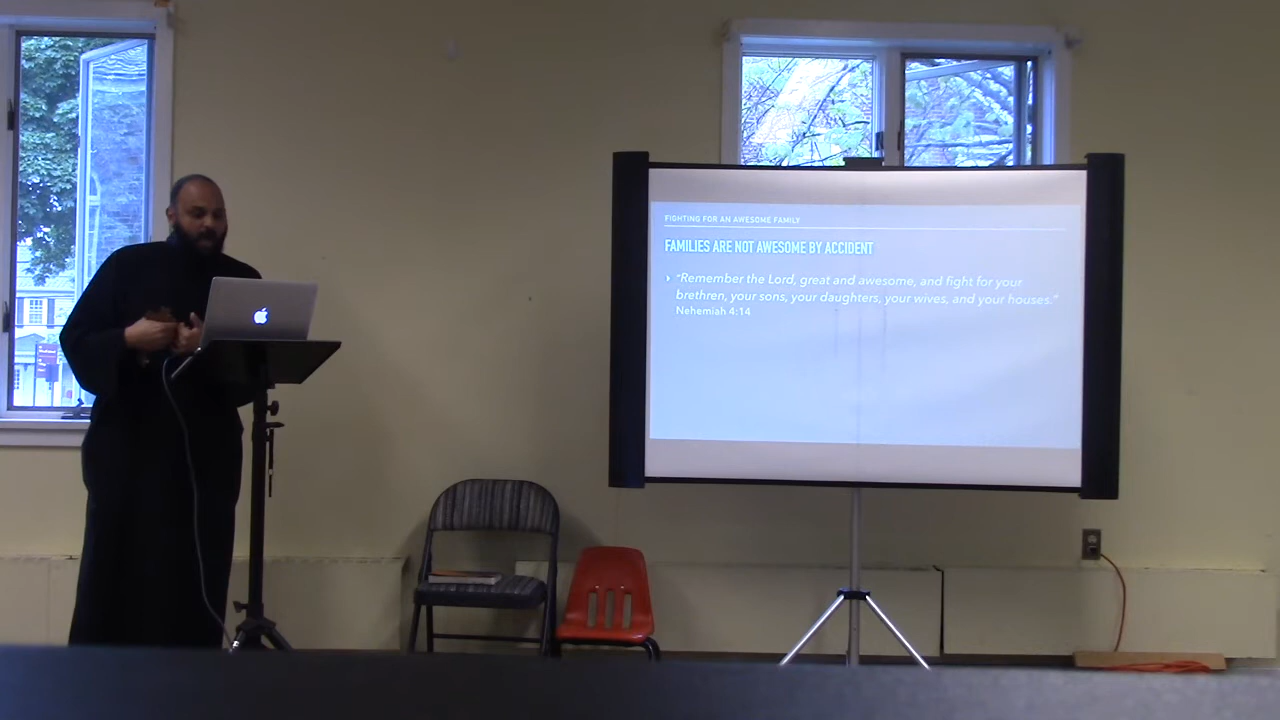 FIGHTING FOR AN AWESOME FAMILY
FAMILIES ARE NOT AWESOME BY ACCIDENT
› “Remember the Lord, great and awesome, and fight for your
brethren, your sons, your daughters, your wives, and your houses.”
Nehemiah 4:14